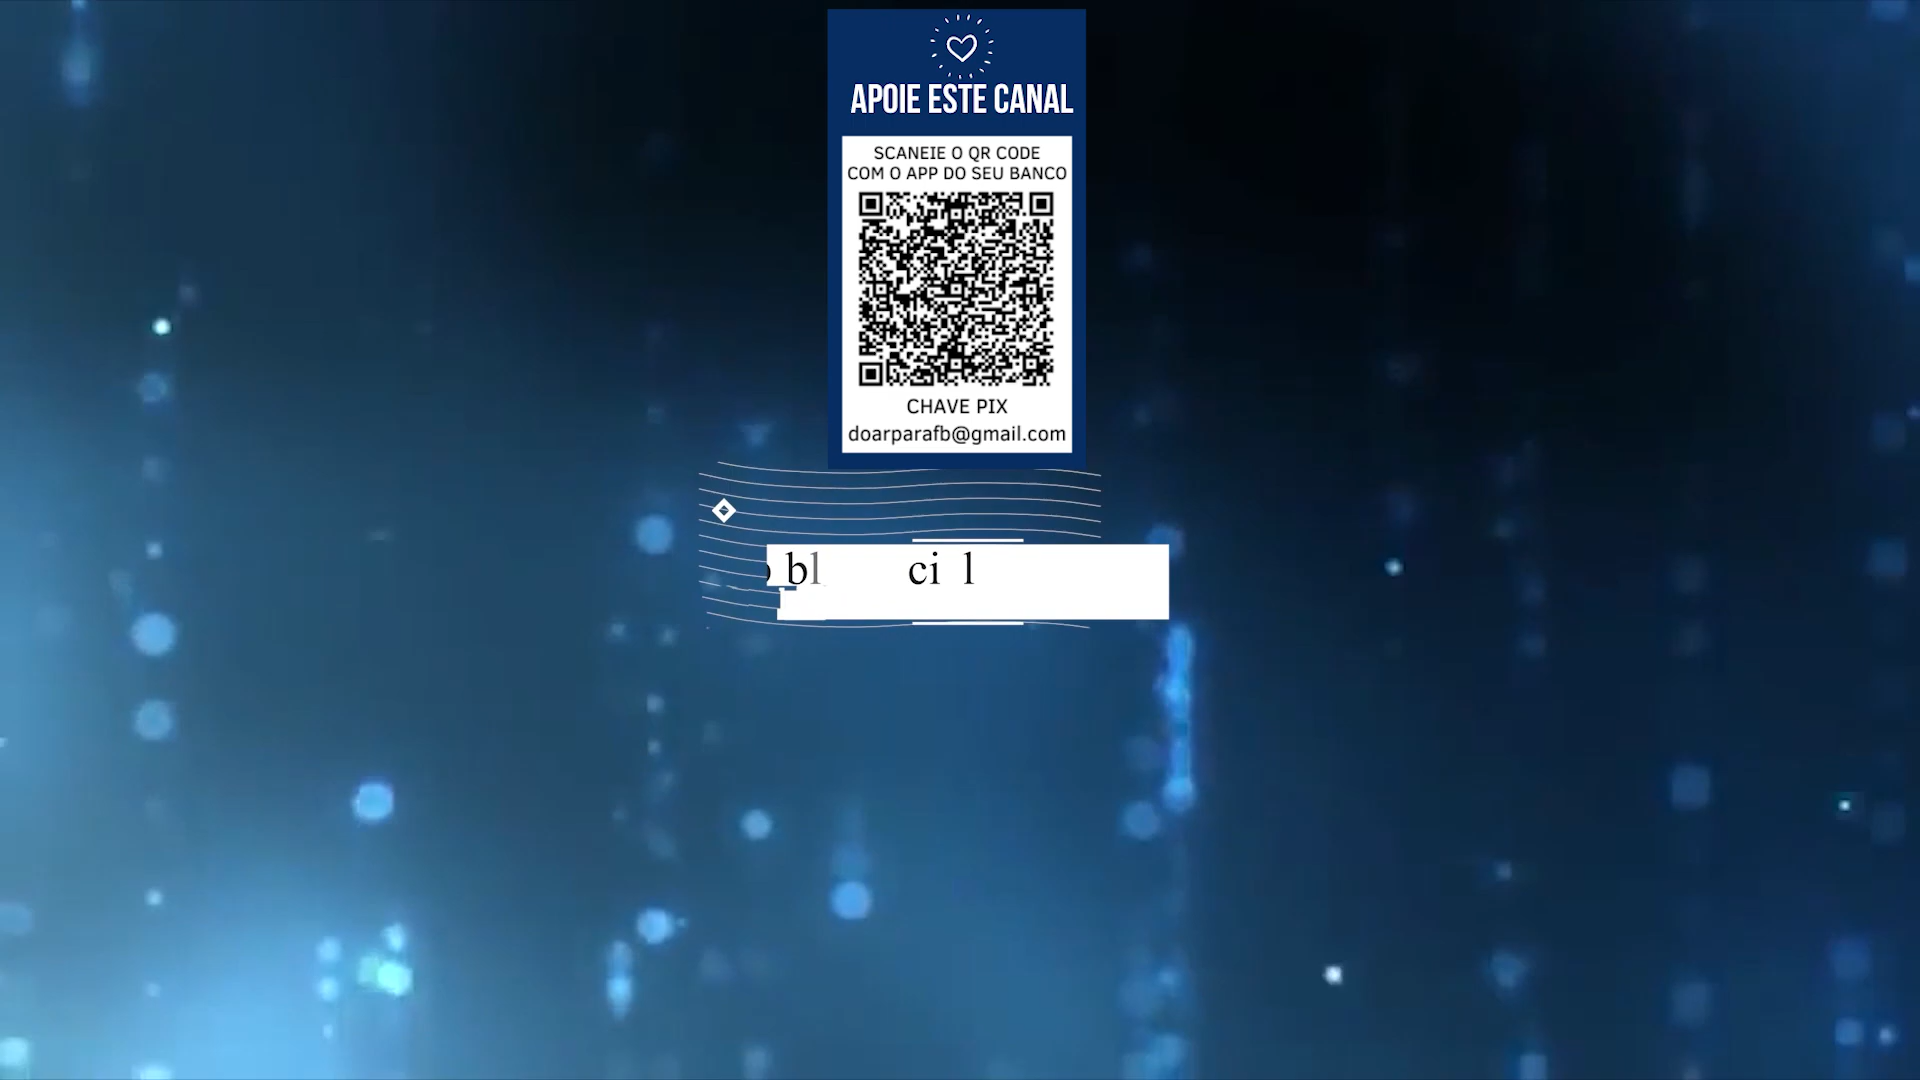 APOIE ESTE CANAL
SCANEIE O QR CODE
COM O APP DO SEU BANCO
CHAVE PIX
doarparafb@gmail.com